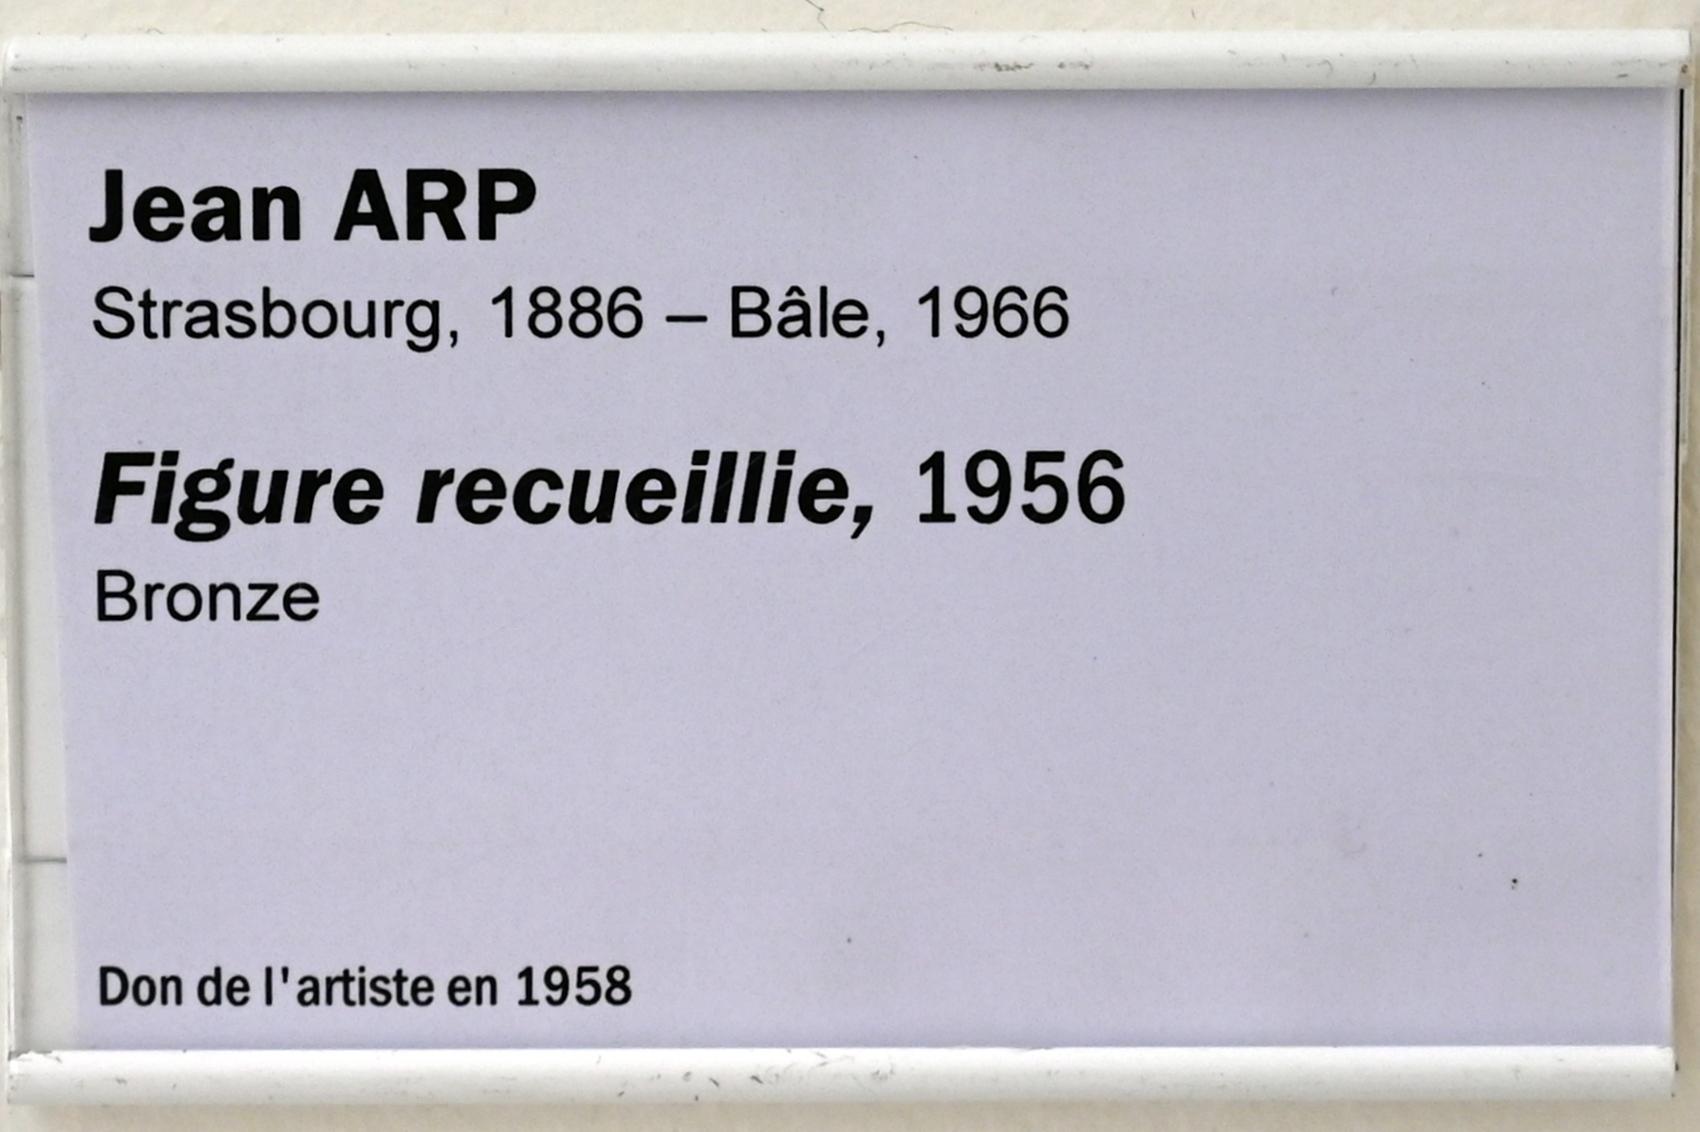 Jean ARP
Strasbourg, 1886 – Bâle, 1966
Figure recueillie, 1956
Bronze
Don de l'artiste en 1958